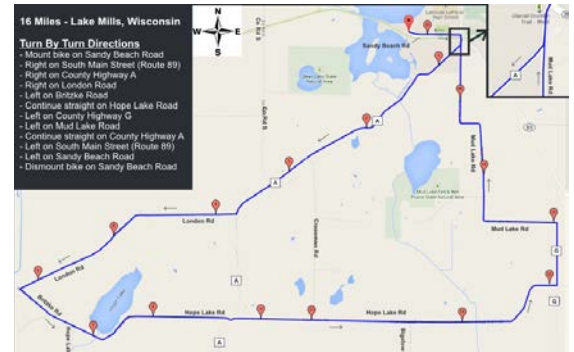 16 Miles - Lake Mills, Wisconsin
Turn By Turn Directions
- Mount bike on Sandy Beach Road
- Right on South Main Street (Route 89)
- Right on County Highway A
- Right on London Road
- Left on Britzke Road
- Continue straight on Hope Lake Road
- Left on County Highway G
- Left on Mud Lake Road
- Continue straight on County Highway A
- Left on South Main Street (Route 89)
- Left on Sandy Beach Road
- Dismount bike on Sandy Beach Road
N
W
E
S
Sandy Beach Rd
A
Mud Lake Rd
A
Mud Lake Rd
A
London Rd
Mud Lake Rd
G
London Rd
A
A
G
Britzke Rd
Hope Lake Rd
Hope Lake Rd
A